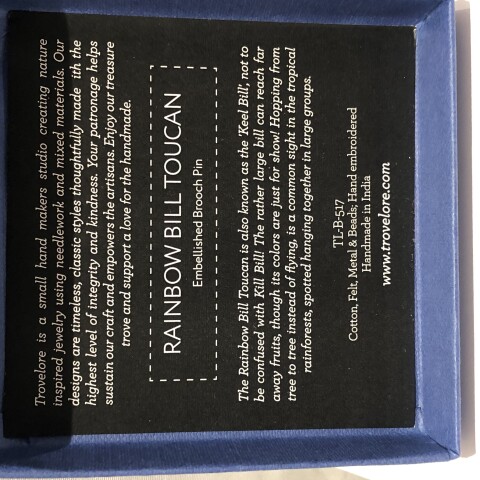 Trovelore is a small hand makers studio creating nature
inspired jewelry using needlework and mixed materials. Our
designs are timeless, classic styles thoughtfully made ith the
highest level of integrity and kindness. Your patronage helps
sustain our craft and empowers the artisans. Enjoy our treasure
trove and support a love for the handmade.
RAINBOW BILL TOUCAN
Embellished Brooch Pin
The Rainbow Bill Toucan is also known as the 'Keel Bill', not to
be confused with Kill Bill! The rather large bill can reach far
away fruits, though its colors are just for show! Hopping from
tree to tree instead of flying, is a common sight in the tropical
rainforests, spotted hanging together in large groups.
TL-B-517
Cotton, Felt, Metal & Beads; Hand embroidered
Handmade in India
www.trovelore.com